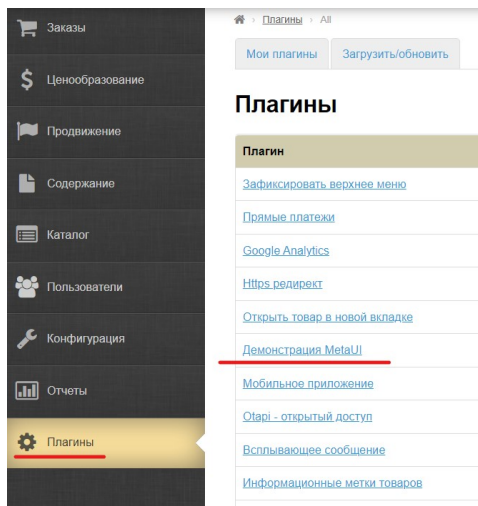 Заказы
Ценообразование
Продвижение
Содержание
Каталог
Пользователи
Конфигурация
Отчеты
Плагины
Плагины › All
Мои плагины Загрузить/обновить
Плагины
Плагин
Зафиксировать верхнее меню
Прямые платежи
Google Analytics
Https редирект
Открыть товар в новой вкладке
Демонстрация MetaUI
Мобильное приложение
Otapi - открытый доступ
Всплывающее сообщение
Информационные метки товаров